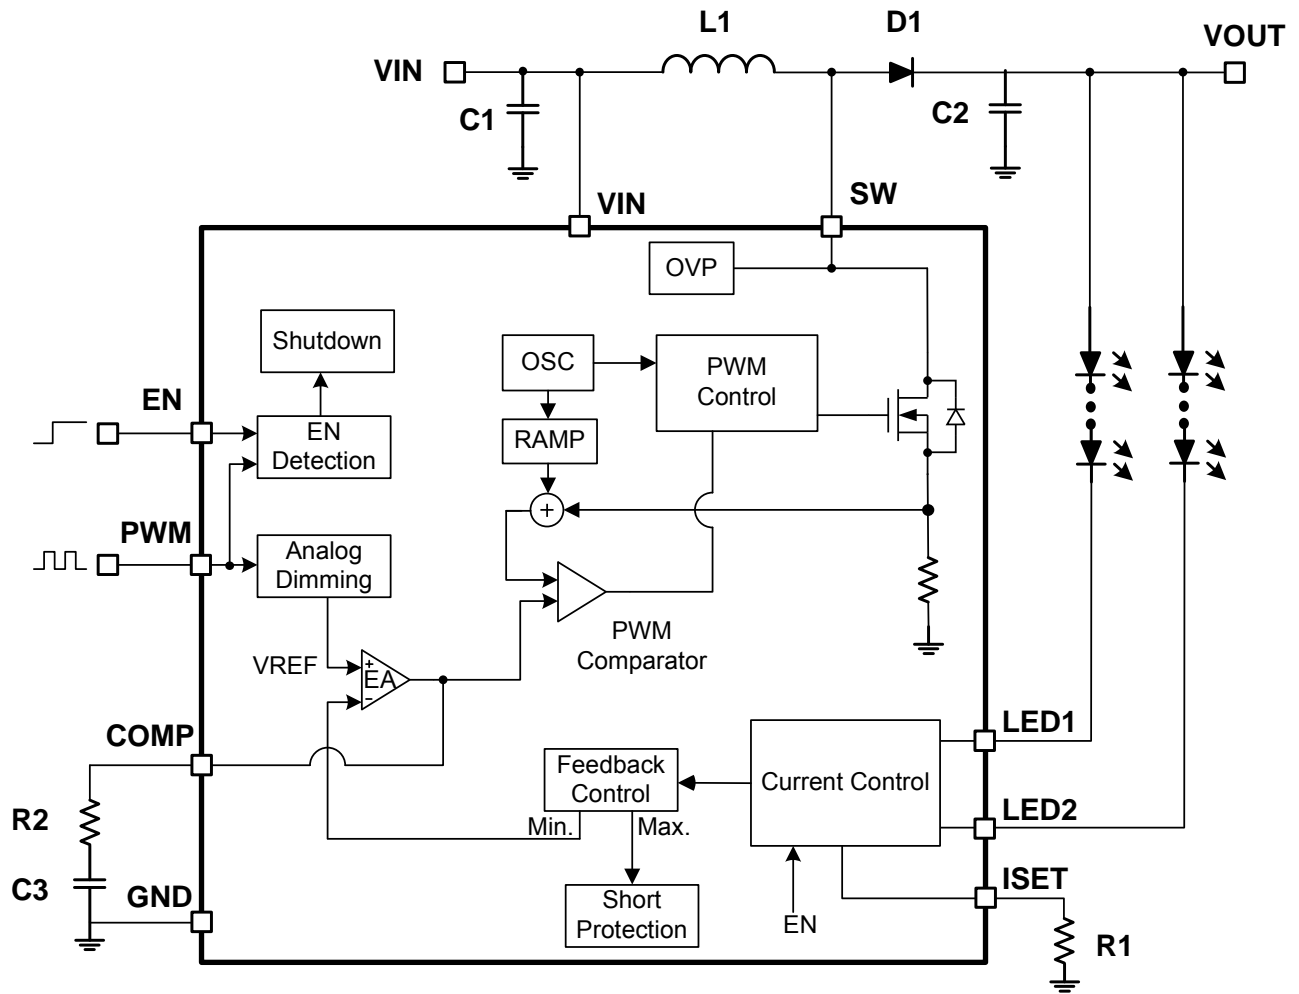 L1
D1
VOUT
VIN
C1
C2
VIN
SW
OVP
Shutdown
OSC
PWM
Control
EN
EN
Detection
RAMP
+
PWM
Analog
Dimming
PWM
Comparator
VREF
+
EA
-
COMP
LED1
Feedback
Control
Current Control
R2
Min.
Max.
LED2
C3
GND
ISET
Short
Protection
EN
R1